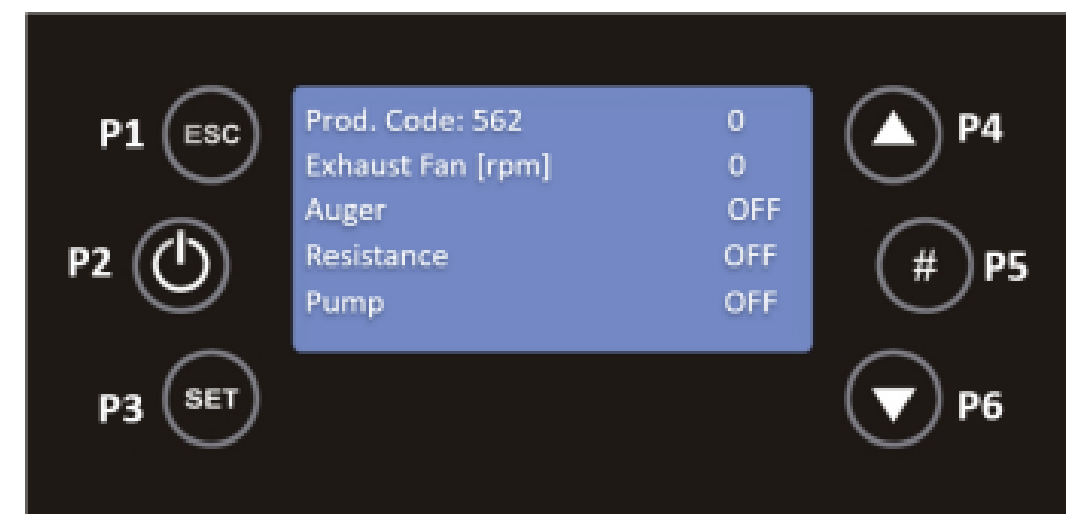 P1 ESC
Prod. Code: 562 0
P4
Exhaust Fan [rpm] 0
Auger OFF
P2
Resistance OFF
# P5
Pump OFF
P3 SET
P6